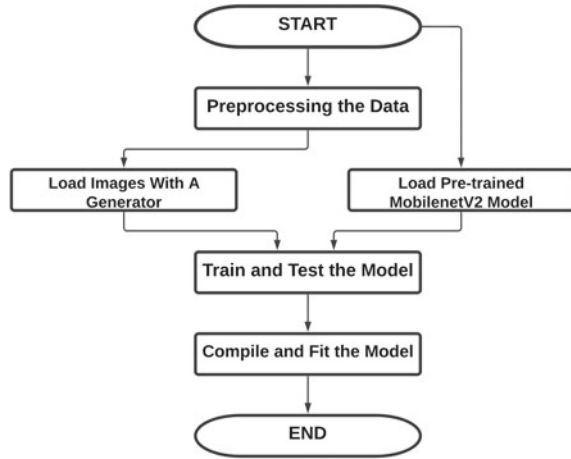 START
Preprocessing the Data
Load Images With A
Generator
Load Pre-trained
MobilenetV2 Model
Train and Test the Model
Compile and Fit the Model
END